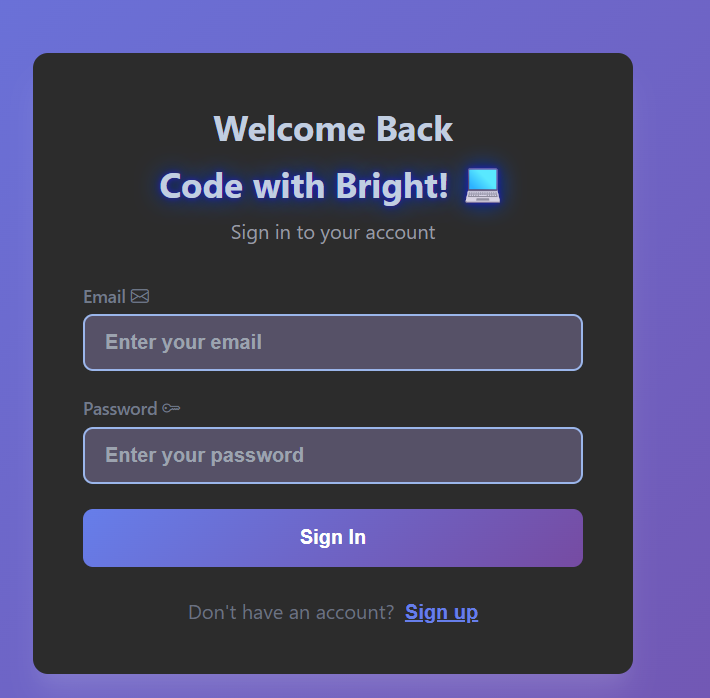 Welcome Back
Code with Bright! 💻
Sign in to your account
Email
Enter your email
Password
Enter your password
Sign In
Don't have an account? Sign up